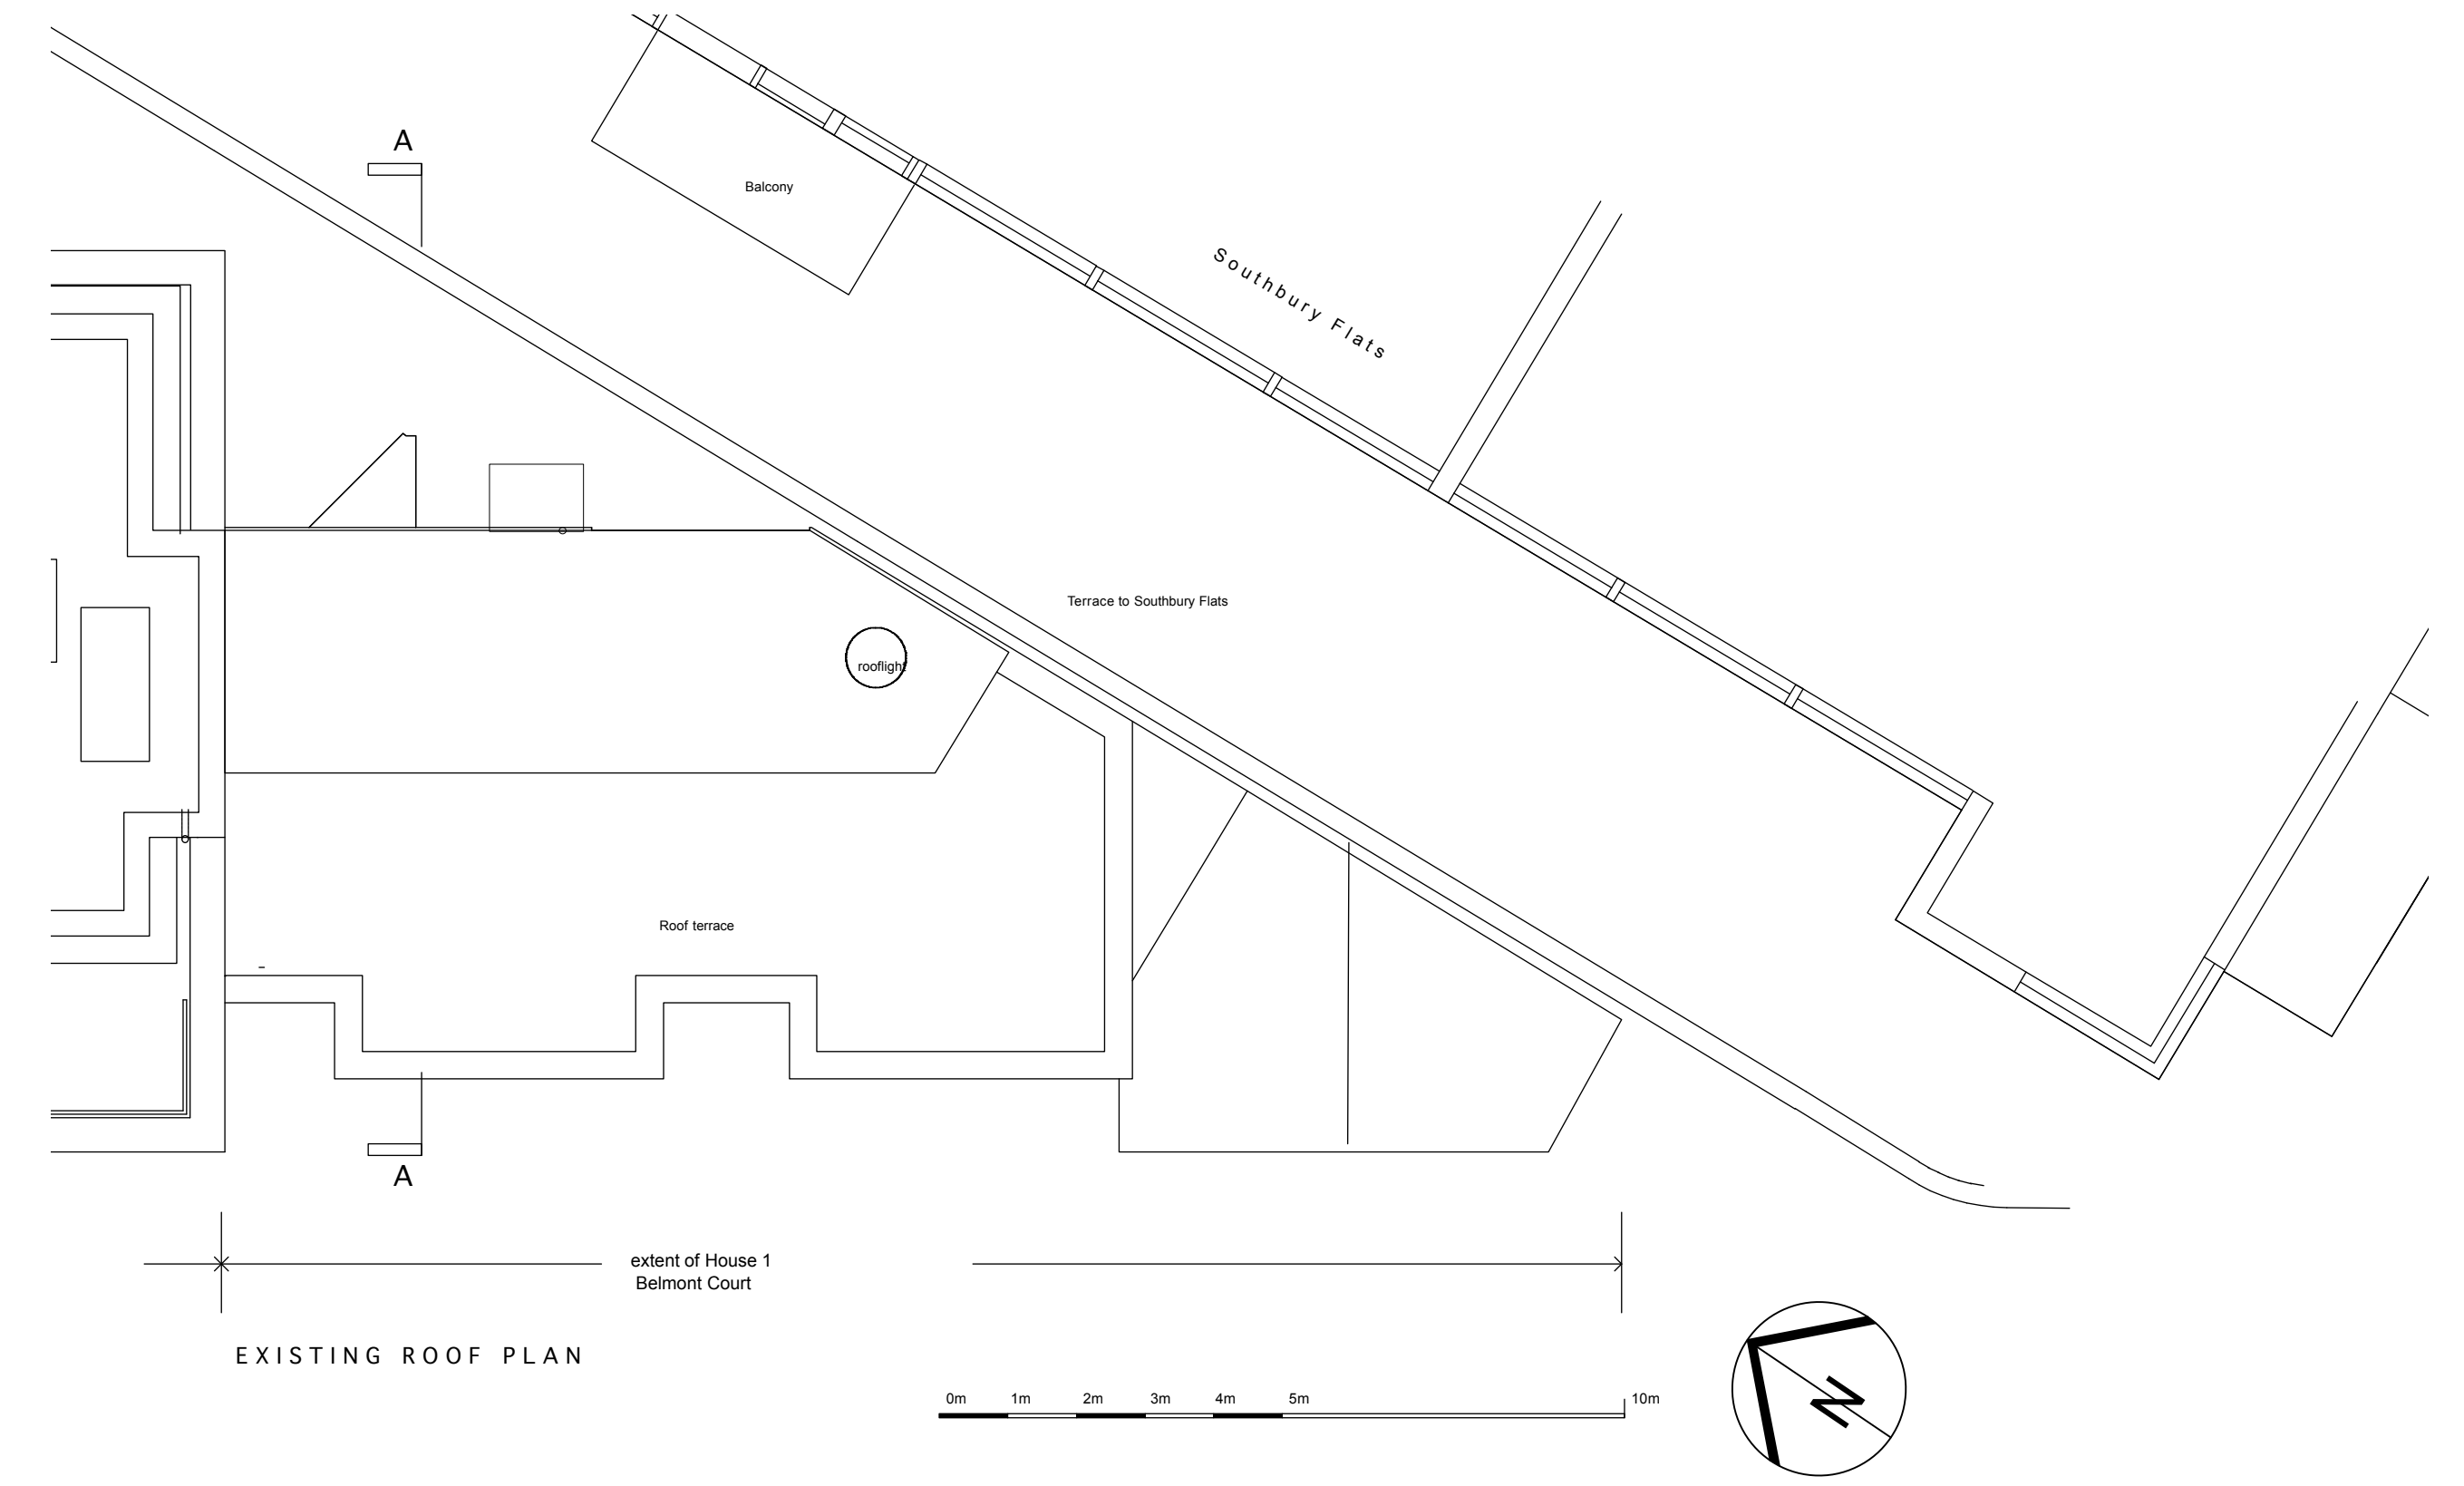 A
Balcony
Southbury Flats
Terrace to Southbury Flats
rooflight
Roof terrace
A
extent of House 1
Belmont Court
EXISTING ROOF PLAN
0m 1m 2m 3m 4m 5m 10m
N